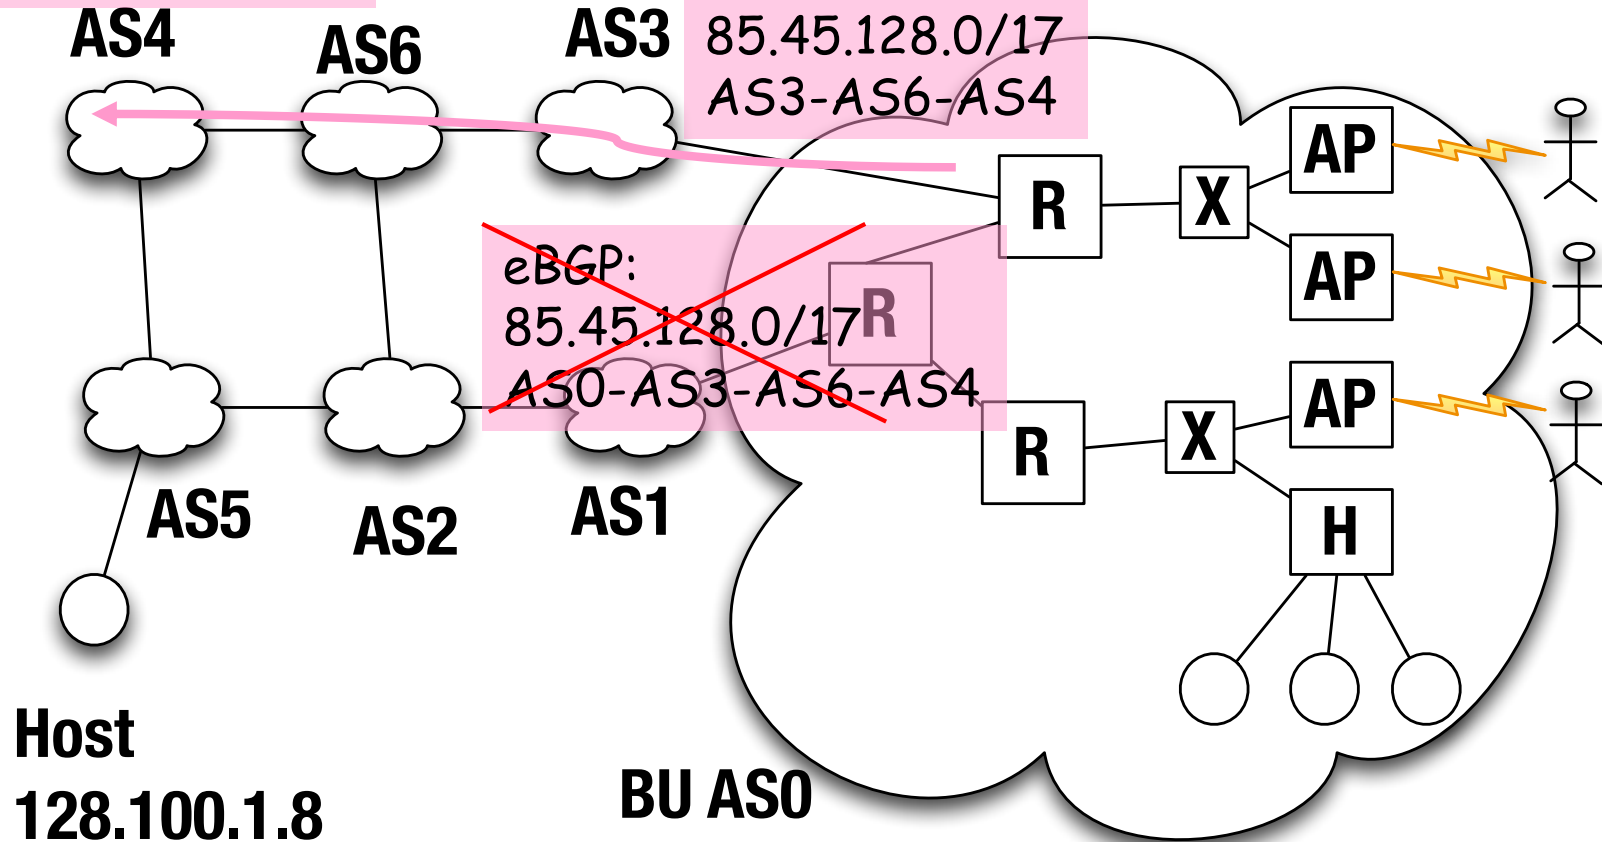 AS4
AS6
AS3
85.45.128.0/17
AS3-AS6-AS4
AP
R
X
AP
eBGP:
85.45.128.0/17
R
AS0-AS3-AS6-AS4
AP
R
X
AS5
AS2
AS1
H
Host
128.100.1.8
BU AS0